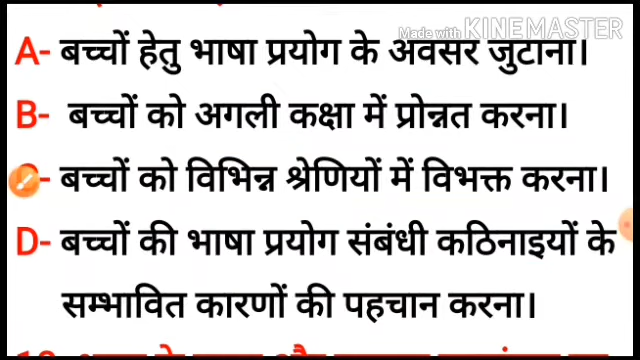 Made with KINEMASTER
A- बच्चों हेतु भाषा प्रयोग के अवसर जुटाना।
B- बच्चों को अगली कक्षा में प्रोन्नत करना।
- बच्चों को विभिन्न श्रेणियों में विभक्त करना।
D- बच्चों की भाषा प्रयोग संबंधी कठिनाइयों के
सम्भावित कारणों की पहचान करना।